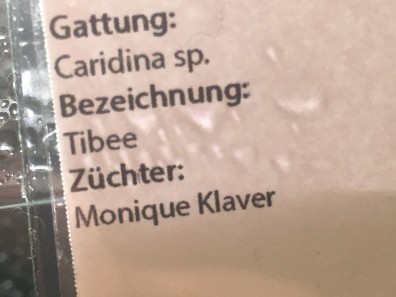 Gattung:
Caridina sp.
Bezeichnung:
Tibee
Züchter:
Monique Klaver